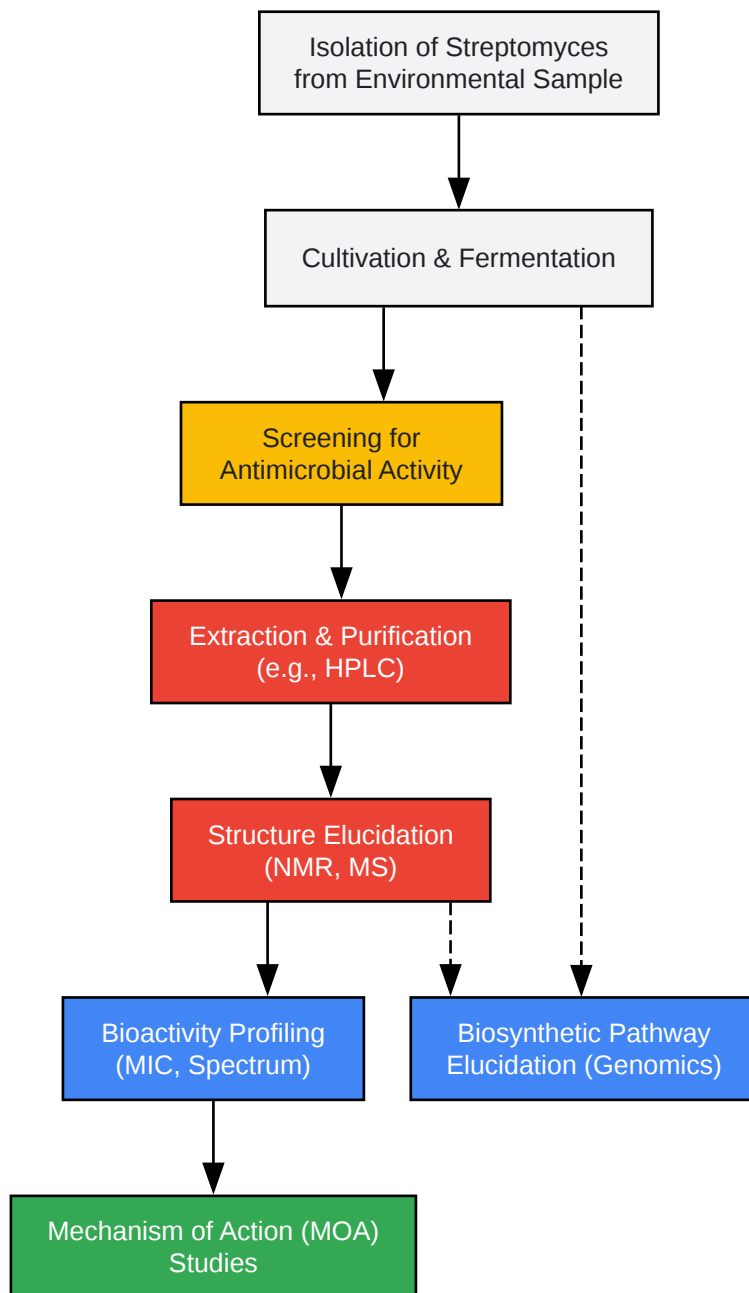 Isolation of Streptomyces
from Environmental Sample
Cultivation & Fermentation
Screening for
Antimicrobial Activity
Extraction & Purification
(e.g., HPLC)
Structure Elucidation
(NMR, MS)
Bioactivity Profiling
(MIC, Spectrum)
Biosynthetic Pathway
Elucidation (Genomics)
Mechanism of Action (MOA)
Studies